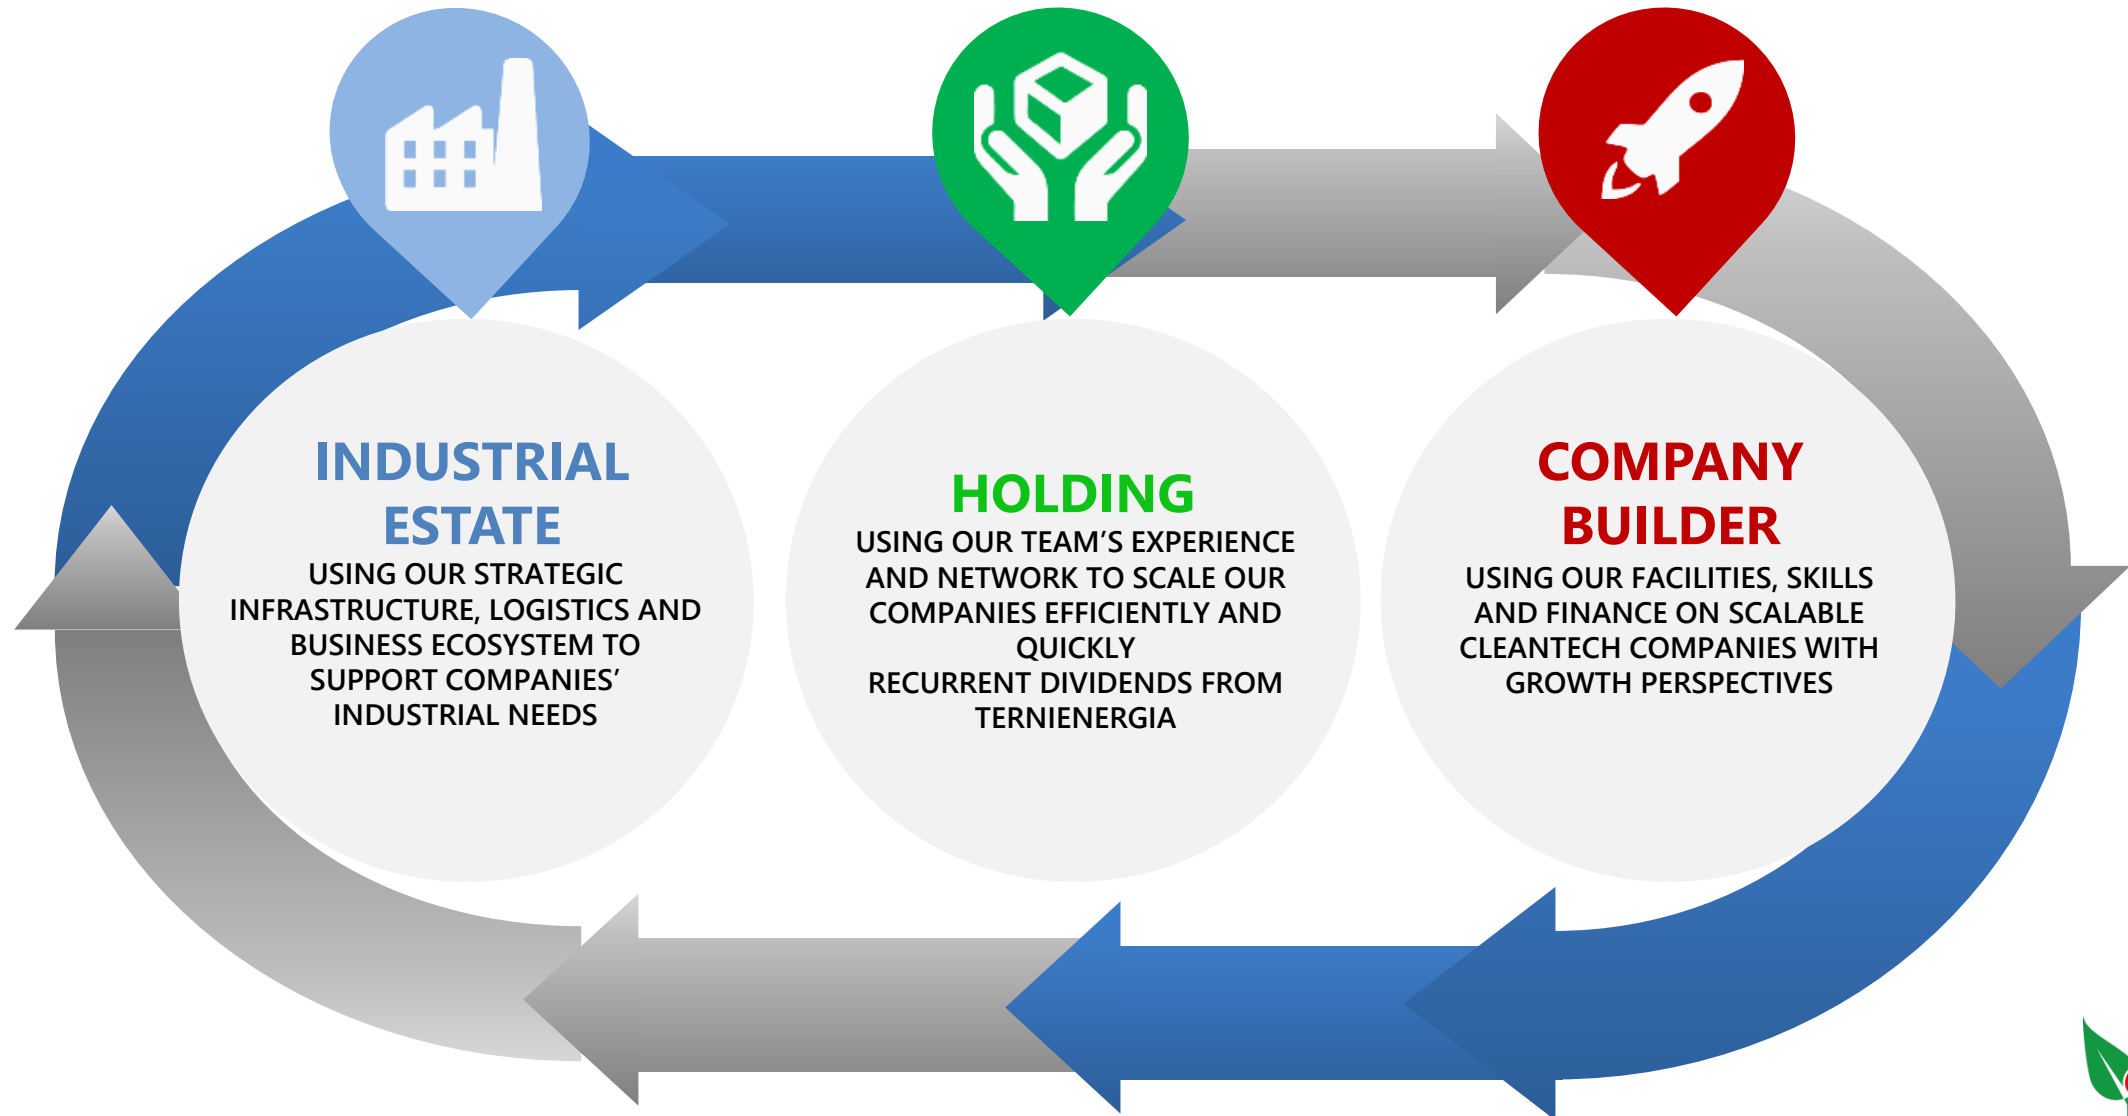 INDUSTRIAL
ESTATE
USING OUR STRATEGIC
INFRASTRUCTURE, LOGISTICS AND
BUSINESS ECOSYSTEM TO
SUPPORT COMPANIES’
INDUSTRIAL NEEDS
HOLDING
USING OUR TEAM’S EXPERIENCE
AND NETWORK TO SCALE OUR
COMPANIES EFFICIENTLY AND
QUICKLY
RECURRENT DIVIDENDS FROM
TERNIENERGIA
COMPANY
BUILDER
USING OUR FACILITIES, SKILLS
AND FINANCE ON SCALABLE
CLEANTECH COMPANIES WITH
GROWTH PERSPECTIVES